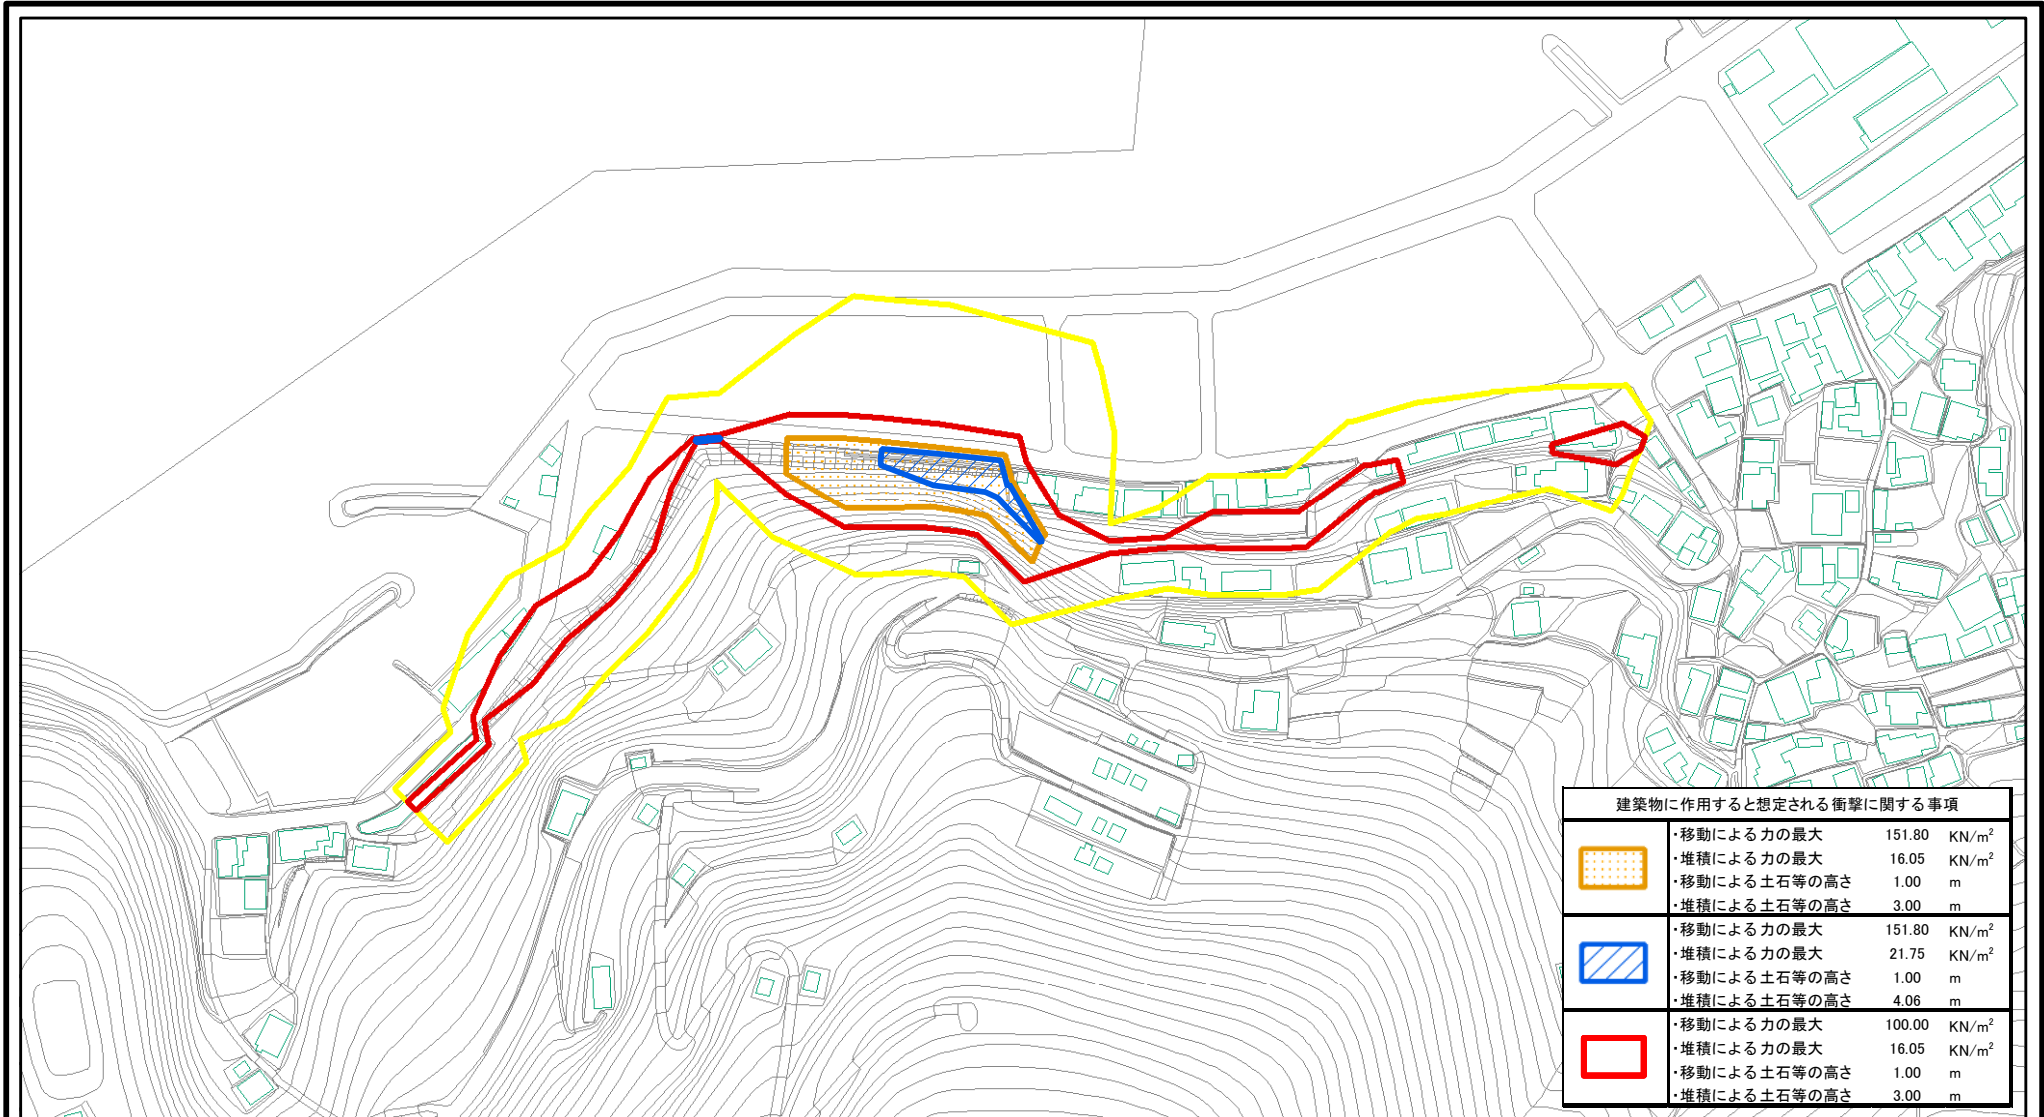 建築物に作用すると想定される衝撃に関する事項
・移動による力の最大 151.80 KN/m²
・堆積による力の最大 16.05 KN/m²
・移動による土石等の高さ 1.00 m
・堆積による土石等の高さ 3.00 m
・移動による力の最大 151.80 KN/m²
・堆積による力の最大 21.75 KN/m²
・移動による土石等の高さ 1.00 m
・堆積による土石等の高さ 4.06 m
・移動による力の最大 100.00 KN/m²
・堆積による力の最大 16.05 KN/m²
・移動による土石等の高さ 1.00 m
・堆積による土石等の高さ 3.00 m